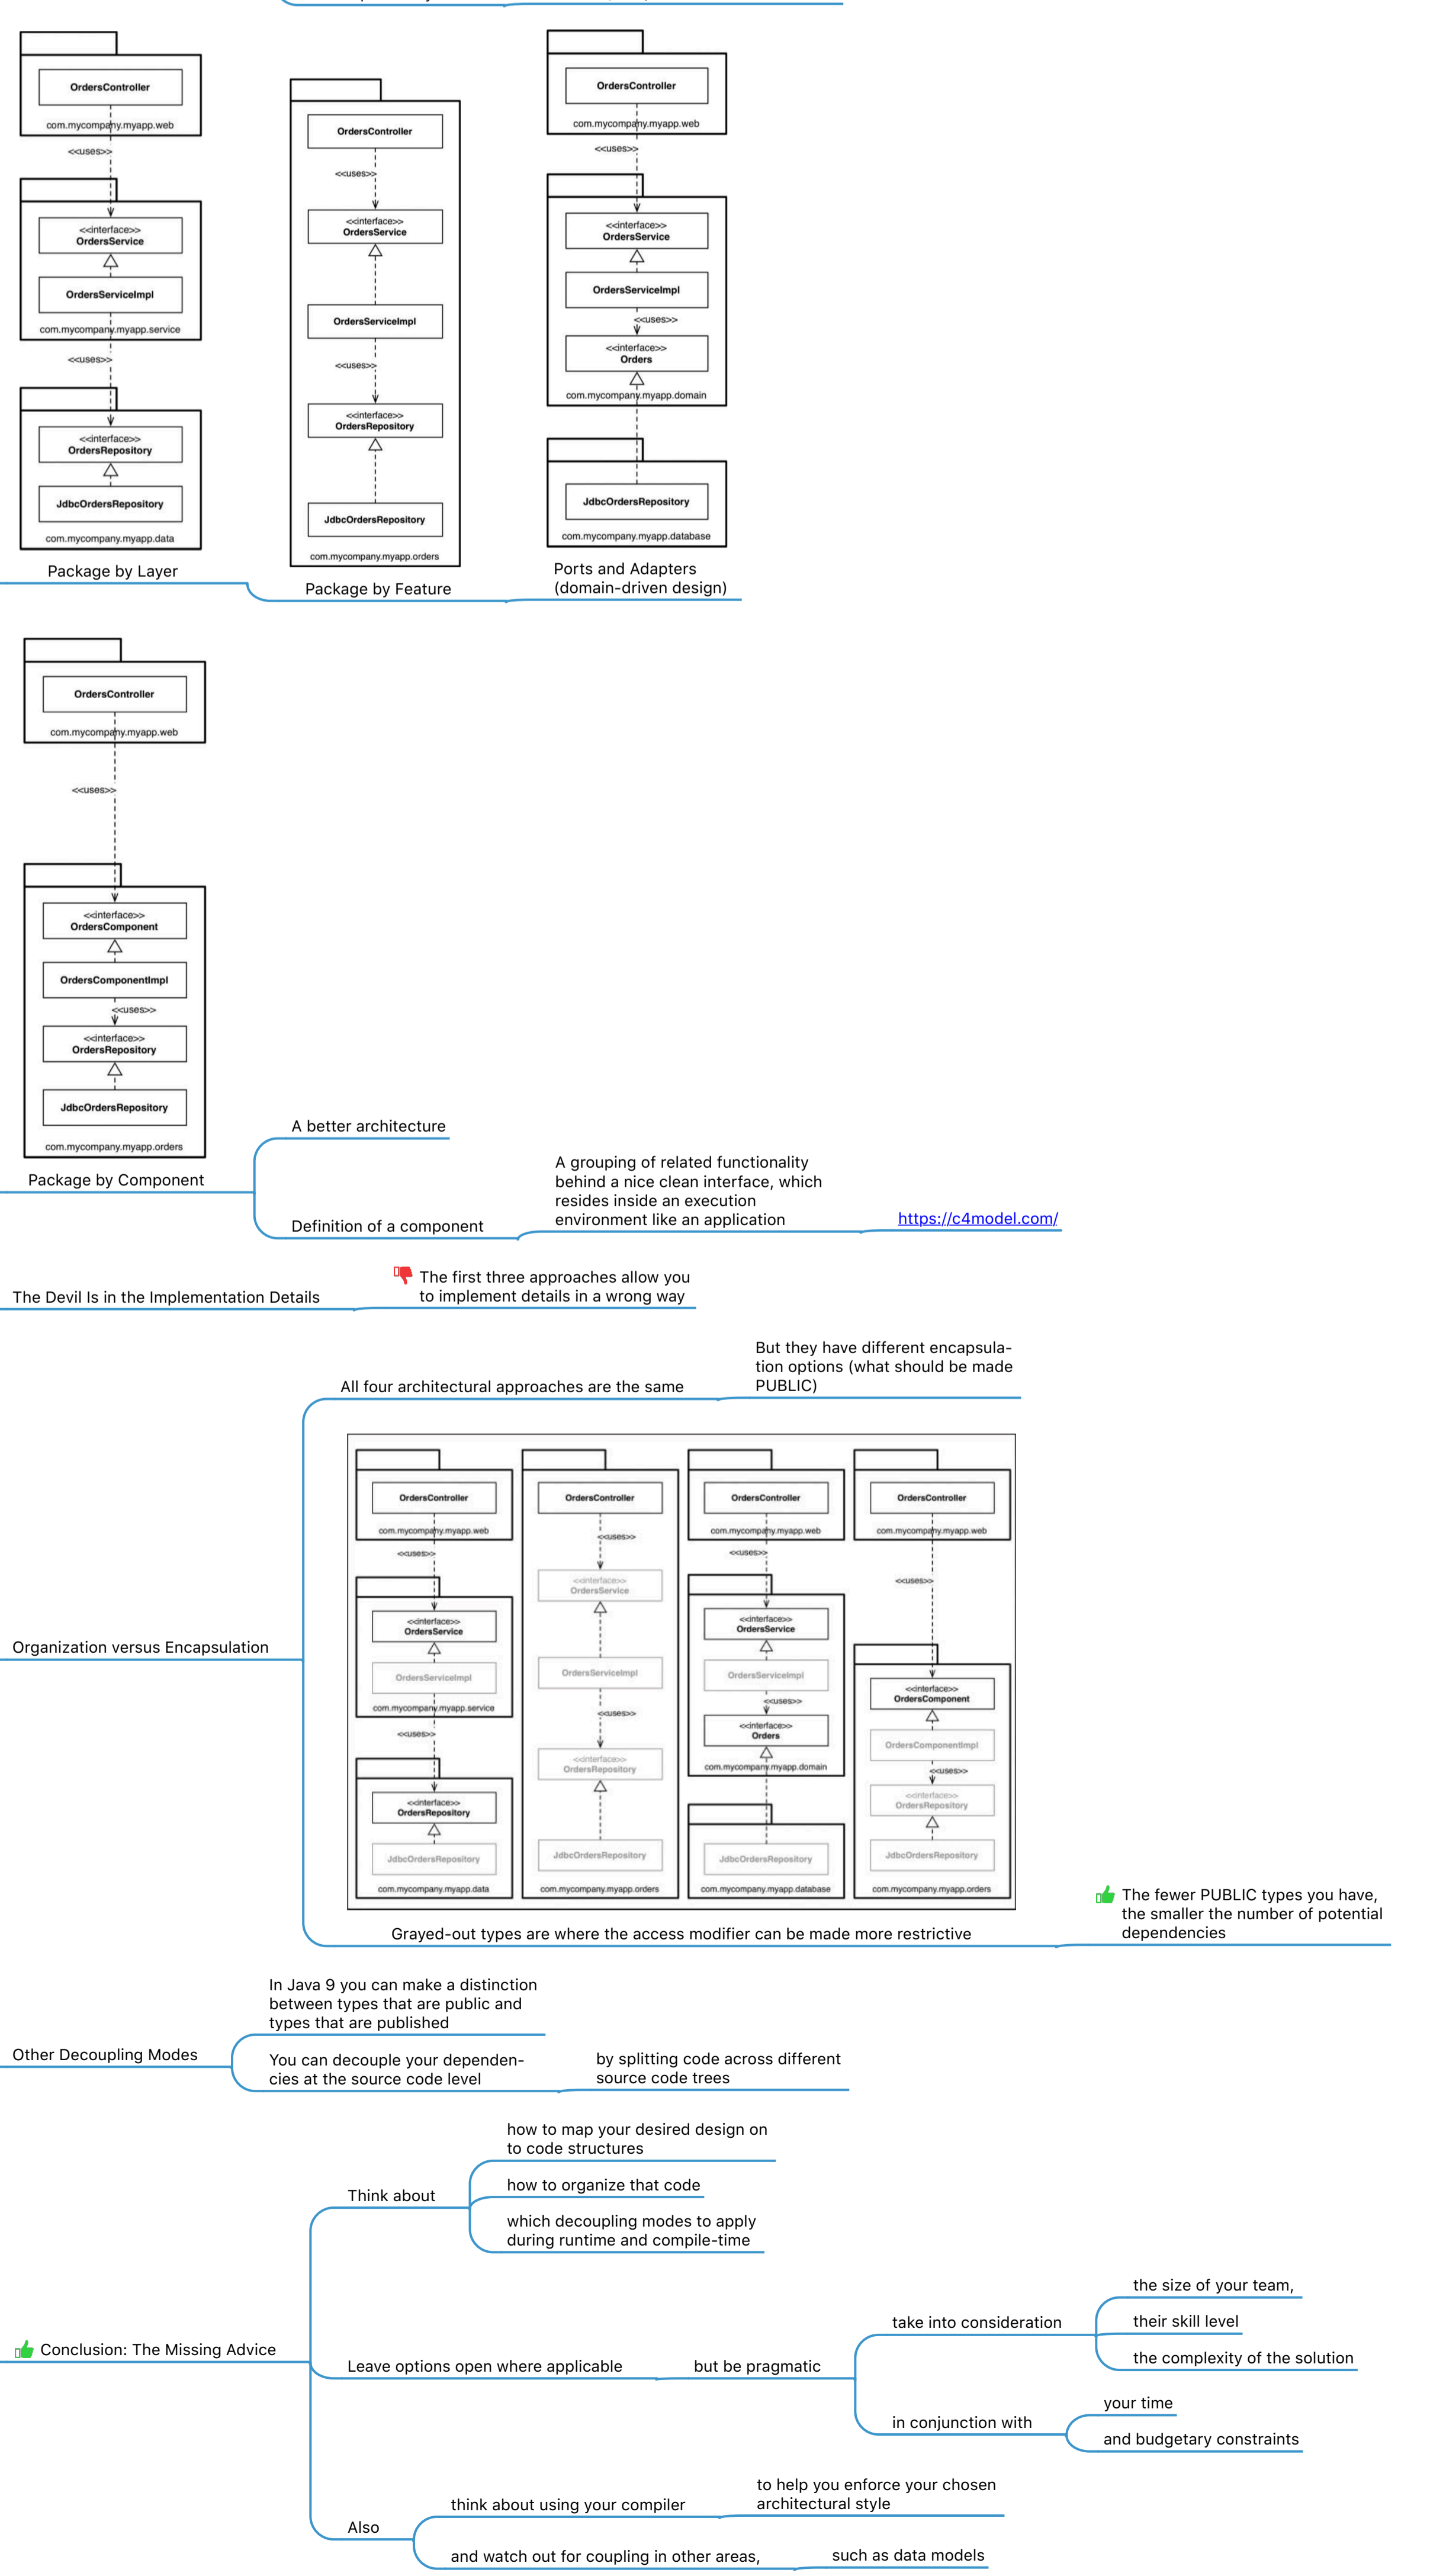 OrdersController
com.mycompany.myapp.web
<<uses>>
<<interface>>
OrdersService
OrdersServiceImpl
com.mycompany.myapp.service
<<uses>>
<<interface>>
OrdersRepository
JdbcOrdersRepository
com.mycompany.myapp.data
Package by Layer
OrdersController
<<uses>>
<<interface>>
OrdersService
OrdersServiceImpl
<<uses>>
<<interface>>
OrdersRepository
JdbcOrdersRepository
com.mycompany.myapp.orders
Package by Feature
OrdersController
com.mycompany.myapp.web
<<uses>>
<<interface>>
OrdersService
OrdersServiceImpl
<<uses>>
<<interface>>
Orders
com.mycompany.myapp.domain
JdbcOrdersRepository
com.mycompany.myapp.database
Ports and Adapters
(domain-driven design)
OrdersController
com.mycompany.myapp.web
<<uses>>
<<interface>>
OrdersComponent
OrdersComponentImpl
<<uses>>
<<interface>>
OrdersRepository
JdbcOrdersRepository
com.mycompany.myapp.orders
Package by Component
A better architecture
Definition of a component
A grouping of related functionality
behind a nice clean interface, which
resides inside an execution
environment like an application
https://c4model.com/
The Devil Is in the Implementation Details
The first three approaches allow you
to implement details in a wrong way
Organization versus Encapsulation
All four architectural approaches are the same
But they have different encapsula-
tion options (what should be made
PUBLIC)
OrdersController
com.mycompany.myapp.web
<<uses>>
<<interface>>
OrdersService
OrdersServiceImpl
com.mycompany.myapp.service
<<uses>>
<<interface>>
OrdersRepository
JdbcOrdersRepository
com.mycompany.myapp.data
OrdersController
<<uses>>
<<interface>>
OrdersService
OrdersServiceImpl
<<uses>>
<<interface>>
OrdersRepository
JdbcOrdersRepository
com.mycompany.myapp.orders
OrdersController
com.mycompany.myapp.web
<<uses>>
<<interface>>
OrdersService
OrdersServiceImpl
<<uses>>
<<interface>>
Orders
com.mycompany.myapp.domain
JdbcOrdersRepository
com.mycompany.myapp.database
OrdersController
com.mycompany.myapp.web
<<uses>>
<<interface>>
OrdersComponent
OrdersComponentImpl
<<uses>>
<<interface>>
OrdersRepository
JdbcOrdersRepository
com.mycompany.myapp.orders
Grayed-out types are where the access modifier can be made more restrictive
The fewer PUBLIC types you have,
the smaller the number of potential
dependencies
Other Decoupling Modes
In Java 9 you can make a distinction
between types that are public and
types that are published
You can decouple your dependen-
cies at the source code level
by splitting code across different
source code trees
Conclusion: The Missing Advice
Think about
how to map your desired design on
to code structures
how to organize that code
which decoupling modes to apply
during runtime and compile-time
Leave options open where applicable
but be pragmatic
take into consideration
the size of your team,
their skill level
the complexity of the solution
in conjunction with
your time
and budgetary constraints
Also
think about using your compiler
to help you enforce your chosen
architectural style
and watch out for coupling in other areas,
such as data models